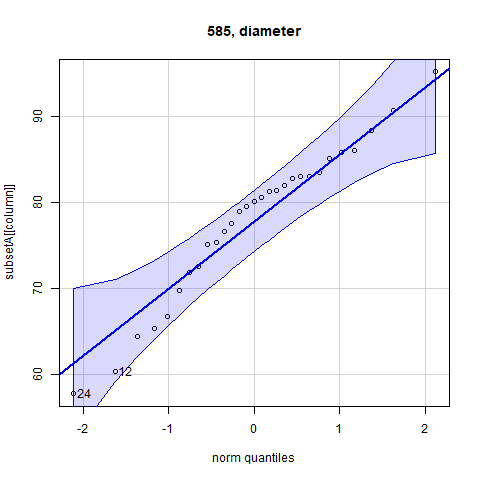 585, diameter
subsetA[[column]]
90
80
70
60
12
24
-2 -1 0 1 2
norm quantiles